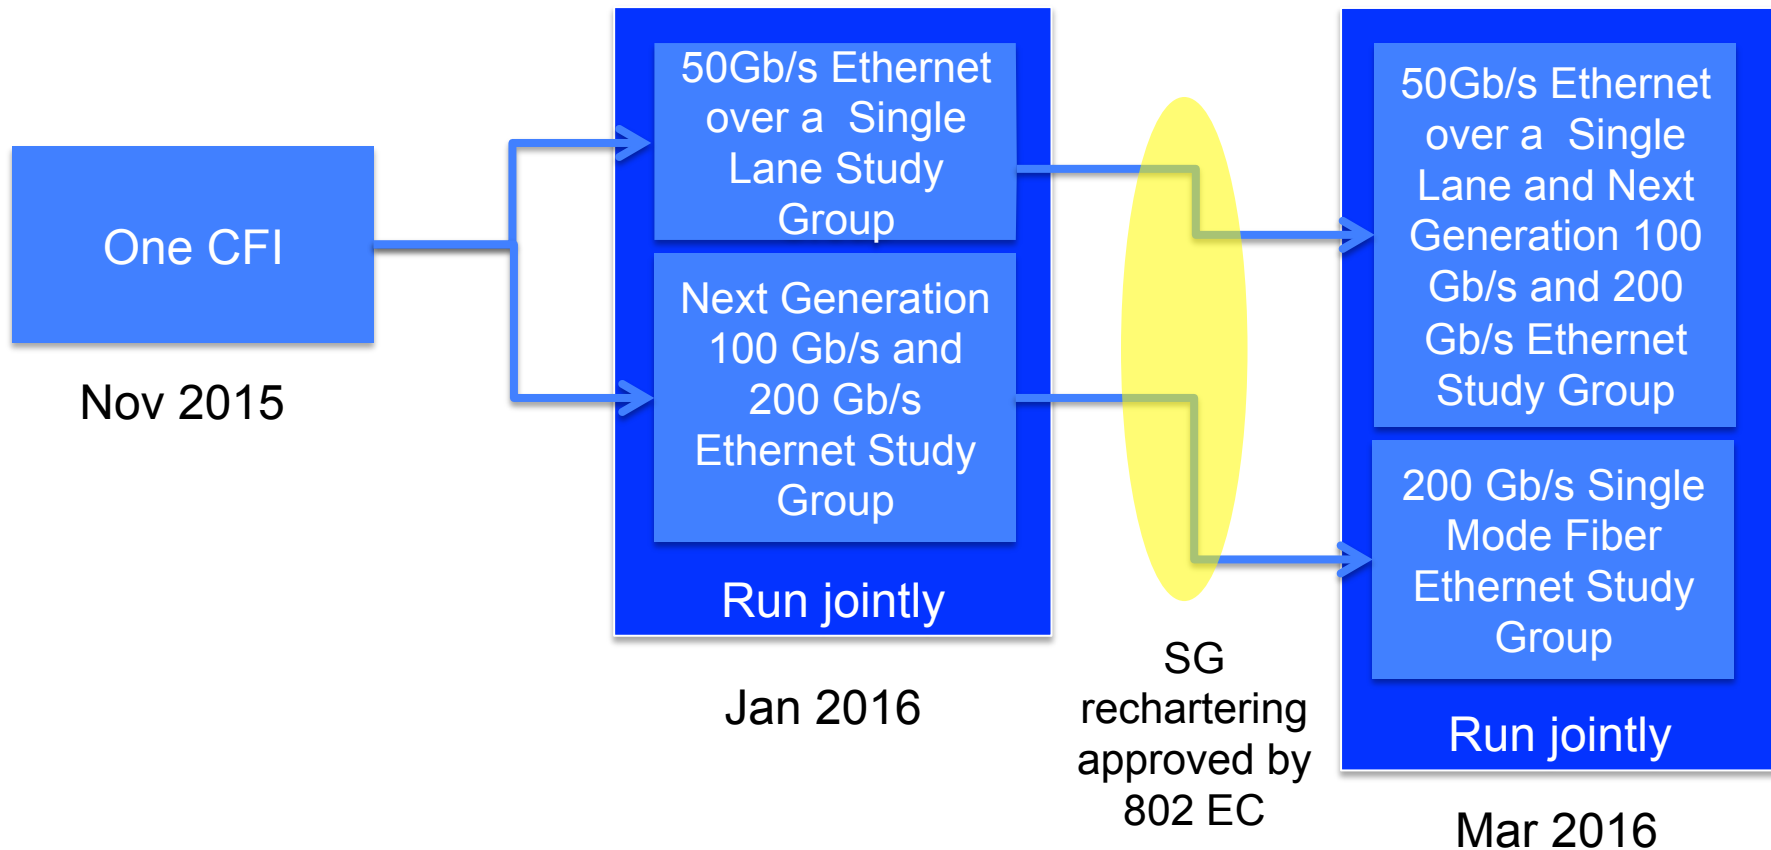 One CFI
Nov 2015
50Gb/s Ethernet
over a  Single
Lane Study
Group
Next Generation
100 Gb/s and
200 Gb/s
Ethernet Study
Group
Run jointly
Jan 2016
SG
rechartering
approved by
802 EC
50Gb/s Ethernet
over a  Single
Lane and Next
Generation 100
Gb/s and 200
Gb/s Ethernet
Study Group
200 Gb/s Single
Mode Fiber
Ethernet Study
Group
Run jointly
Mar 2016